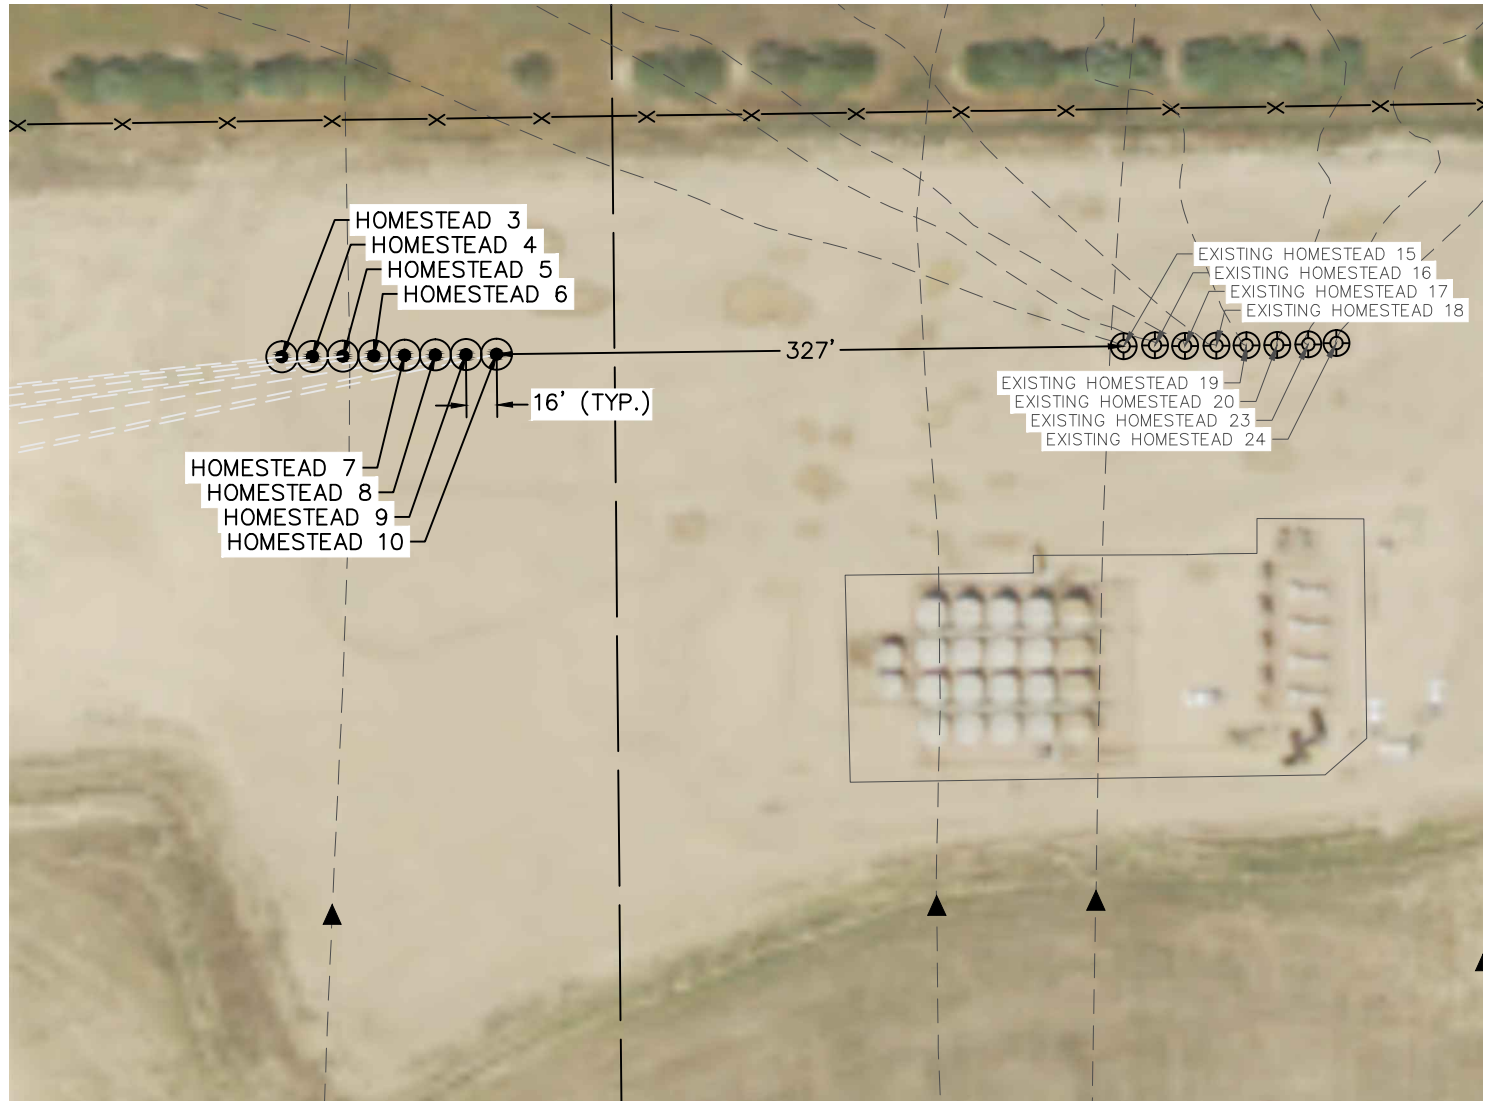 HOMESTEAD 3
HOMESTEAD 4
HOMESTEAD 5
HOMESTEAD 6
EXISTING HOMESTEAD 15
EXISTING HOMESTEAD 16
EXISTING HOMESTEAD 17
EXISTING HOMESTEAD 18
327'
16' (TYP.)
EXISTING HOMESTEAD 19
EXISTING HOMESTEAD 20
EXISTING HOMESTEAD 23
EXISTING HOMESTEAD 24
HOMESTEAD 7
HOMESTEAD 8
HOMESTEAD 9
HOMESTEAD 10